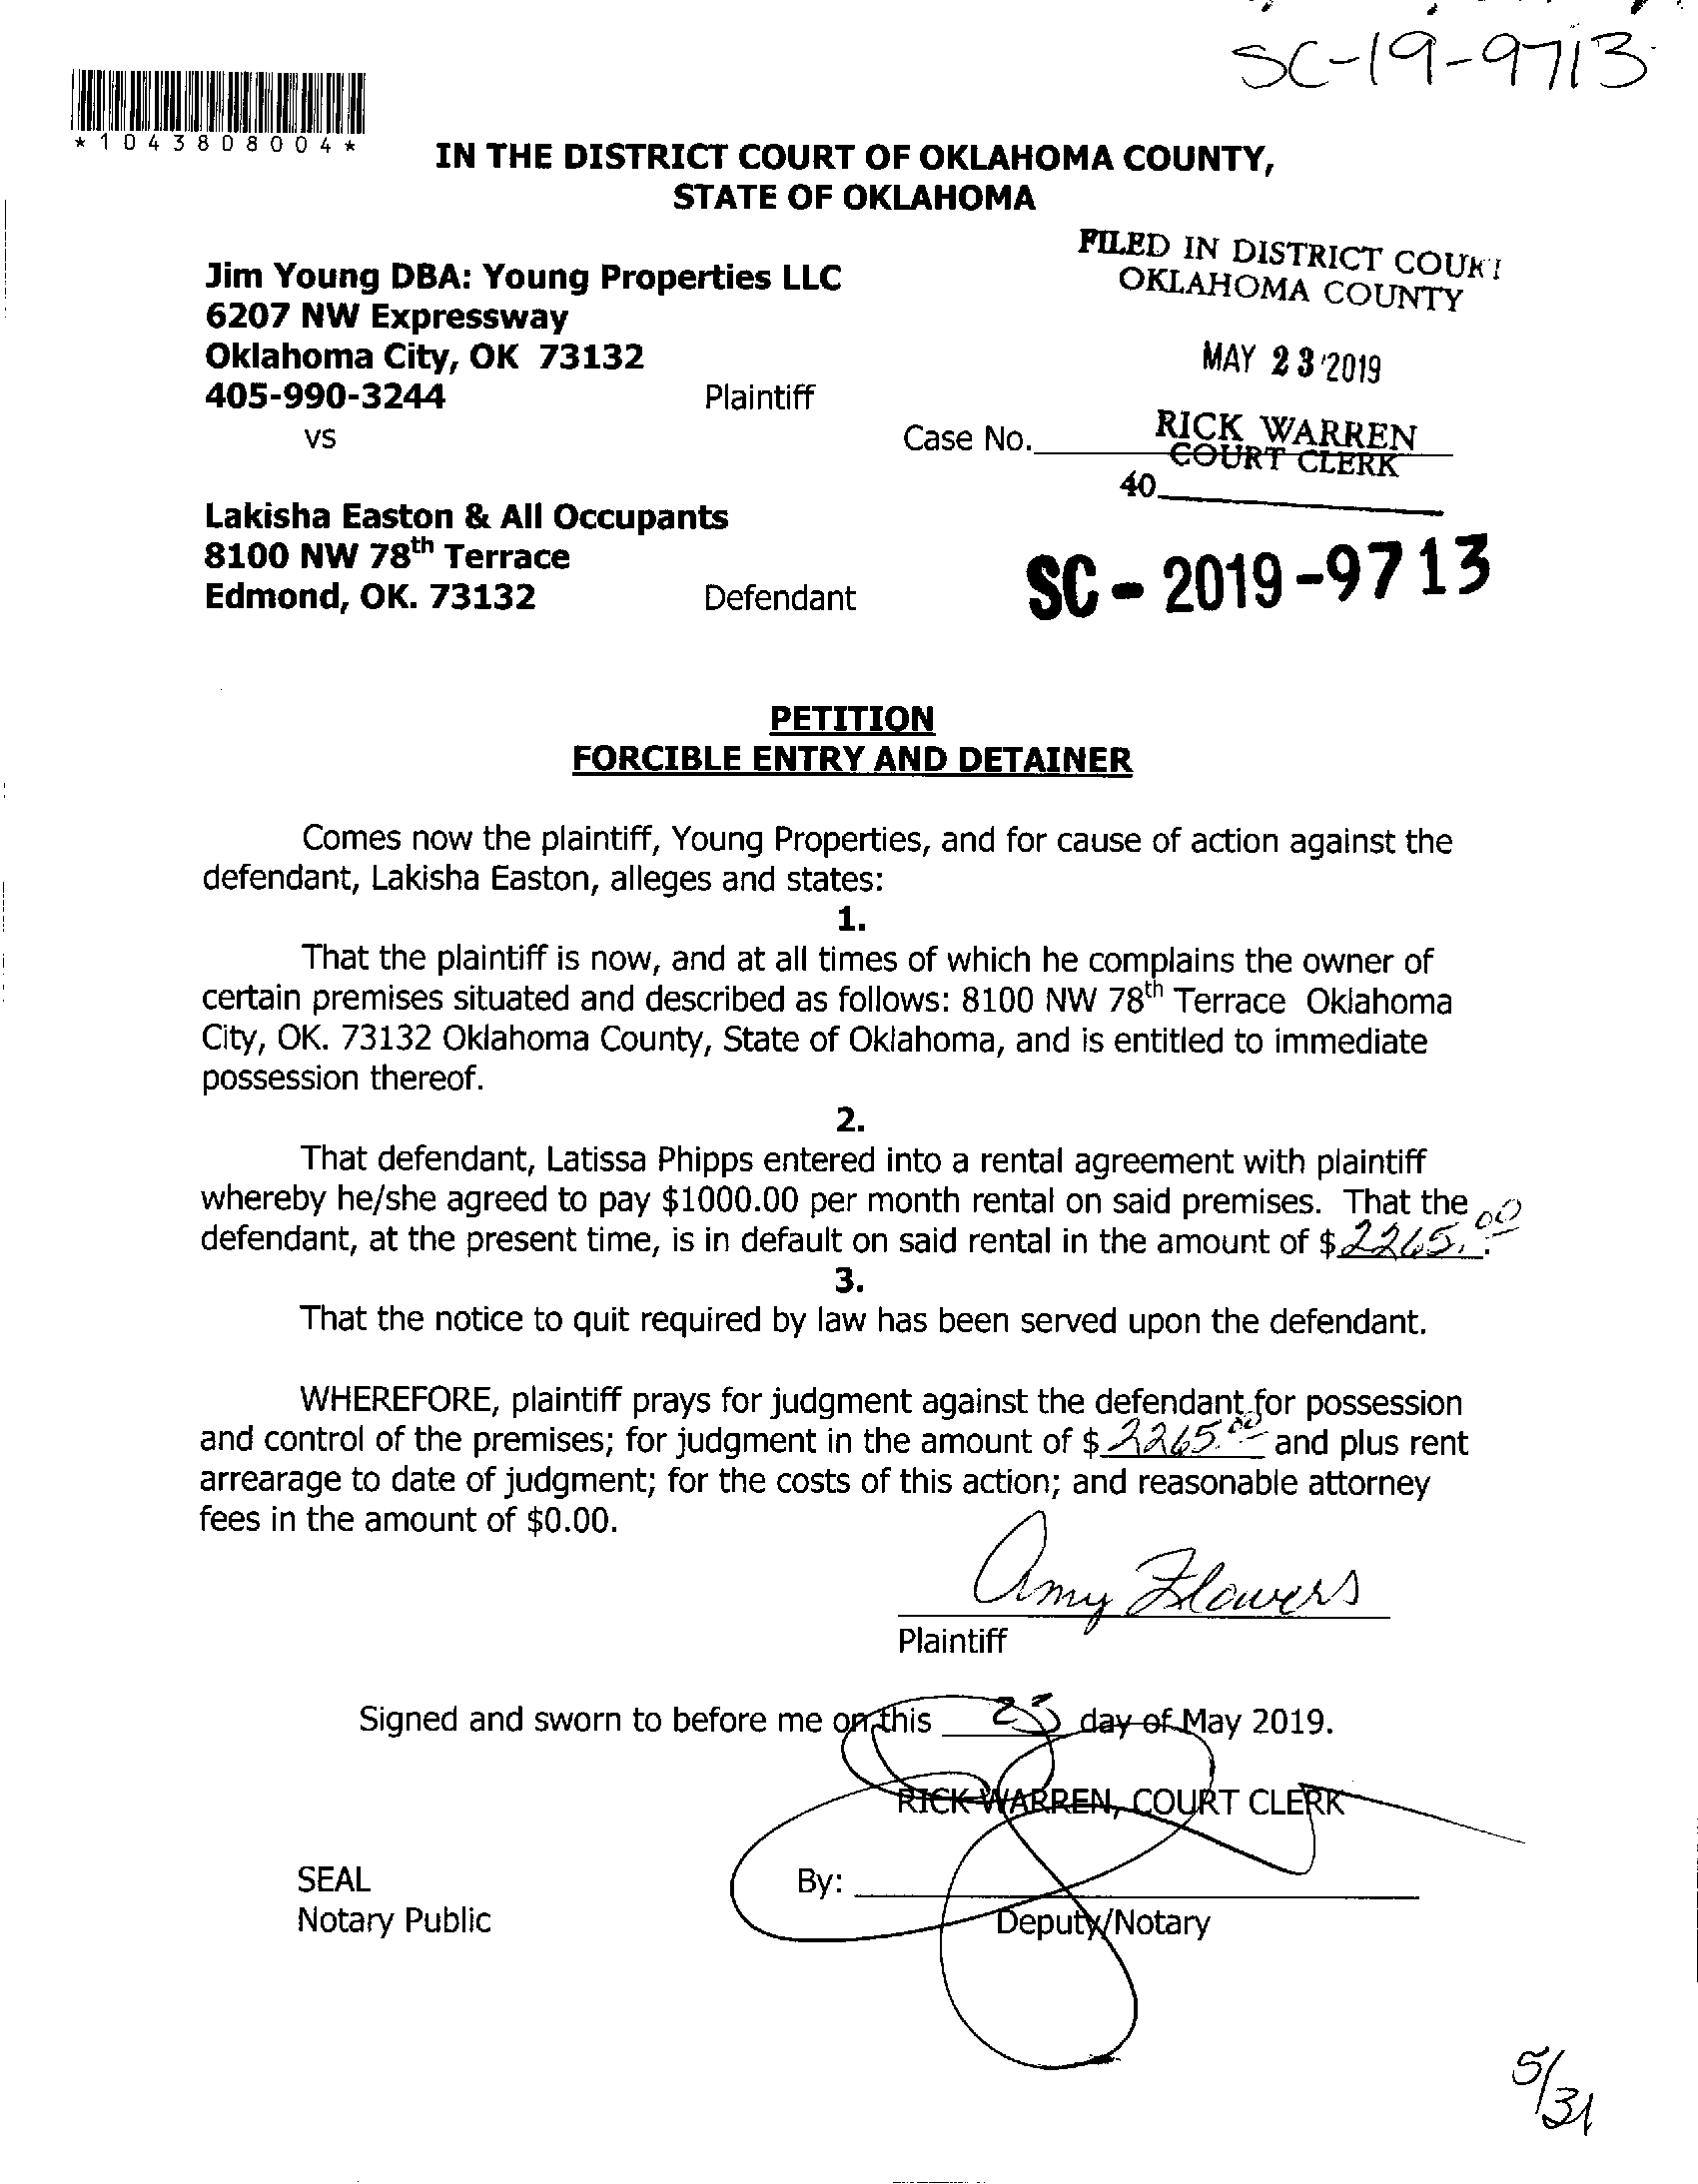 SC-19-9713
*1043808004*
IN THE DISTRICT COURT OF OKLAHOMA COUNTY,
STATE OF OKLAHOMA
FILED IN DISTRICT COURT
OKLAHOMA COUNTY
Jim Young DBA: Young Properties LLC
6207 NW Expressway
Oklahoma City, OK 73132
MAY 23 2019
405-990-3244 Plaintiff
vs
Case No. RICK WARREN
COURT CLERK
40
Lakisha Easton & All Occupants
8100 NW 78th Terrace
Edmond, OK. 73132 Defendant
SC - 2019 - 9713
PETITION
FORCIBLE ENTRY AND DETAINER
Comes now the plaintiff, Young Properties, and for cause of action against the
defendant, Lakisha Easton, alleges and states:
1.
That the plaintiff is now, and at all times of which he complains the owner of
certain premises situated and described as follows: 8100 NW 78th Terrace Oklahoma
City, OK. 73132 Oklahoma County, State of Oklahoma, and is entitled to immediate
possession thereof.
2.
That defendant, Latissa Phipps entered into a rental agreement with plaintiff
whereby he/she agreed to pay $1000.00 per month rental on said premises. That the
defendant, at the present time, is in default on said rental in the amount of $2265.00.
3.
That the notice to quit required by law has been served upon the defendant.
WHEREFORE, plaintiff prays for judgment against the defendant for possession
and control of the premises; for judgment in the amount of $2265.00 and plus rent
arrearage to date of judgment; for the costs of this action; and reasonable attorney
fees in the amount of $0.00.
Amy Flowers
Plaintiff
Signed and sworn to before me on this 23 day of May 2019.
RICK WARREN, COURT CLERK
SEAL
By:
Notary Public
Deputy/Notary
5/31